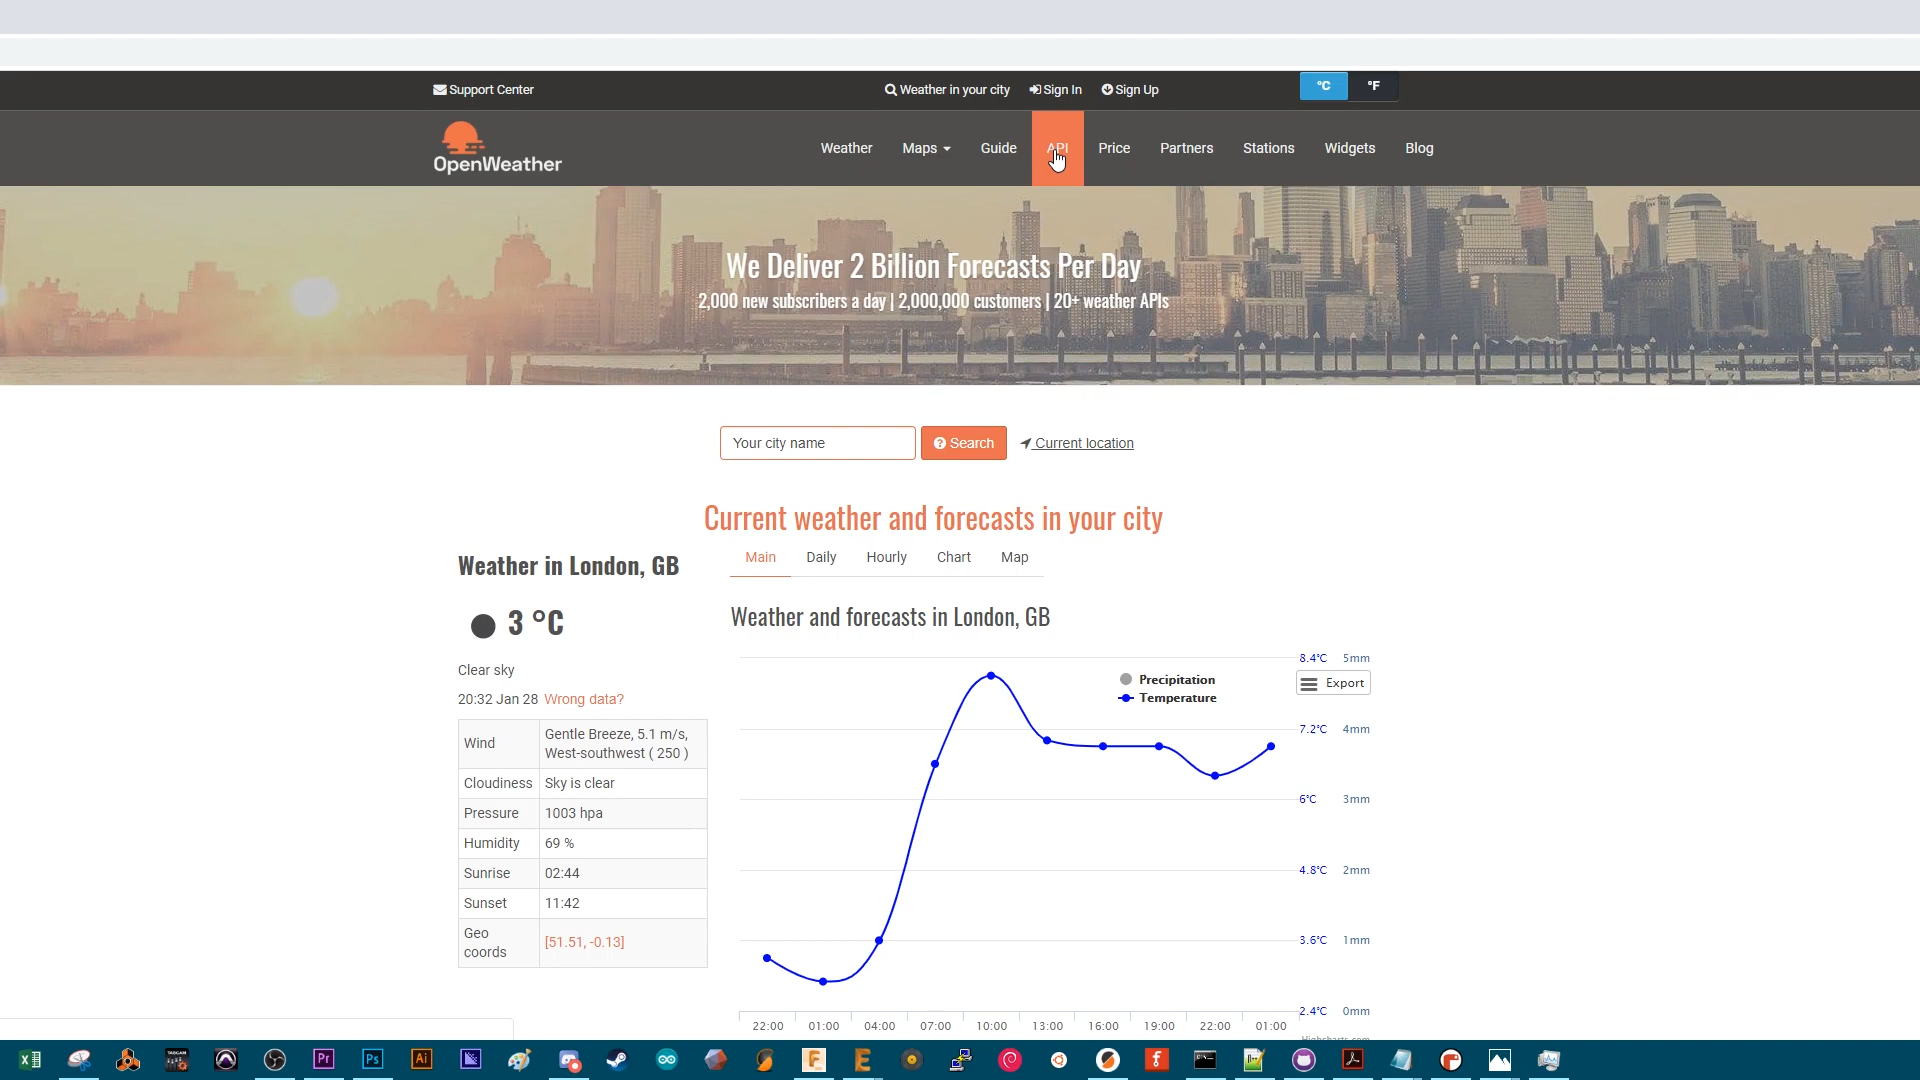 Support Center
Weather in your city
Sign In
Sign Up
°C
°F
OpenWeather
Weather
Maps
Guide
API
Price
Partners
Stations
Widgets
Blog
We Deliver 2 Billion Forecasts Per Day
2,000 new subscribers a day | 2,000,000 customers | 20+ weather APIs
Your city name
Search
Current location
Current weather and forecasts in your city
Weather in London, GB
3 °C
Clear sky
20:32 Jan 28 Wrong data?
Wind
Gentle Breeze, 5.1 m/s,
West-southwest ( 250 )
Cloudiness
Sky is clear
Pressure
1003 hpa
Humidity
69 %
Sunrise
02:44
Sunset
11:42
Geo
coords
[51.51, -0.13]
Main
Daily
Hourly
Chart
Map
Weather and forecasts in London, GB
Precipitation
Temperature
Export
8.4°C 5mm
7.2°C 4mm
6°C 3mm
4.8°C 2mm
3.6°C 1mm
2.4°C 0mm
22:00 01:00 04:00 07:00 10:00 13:00 16:00 19:00 22:00 01:00
Pr
Ps
Ai